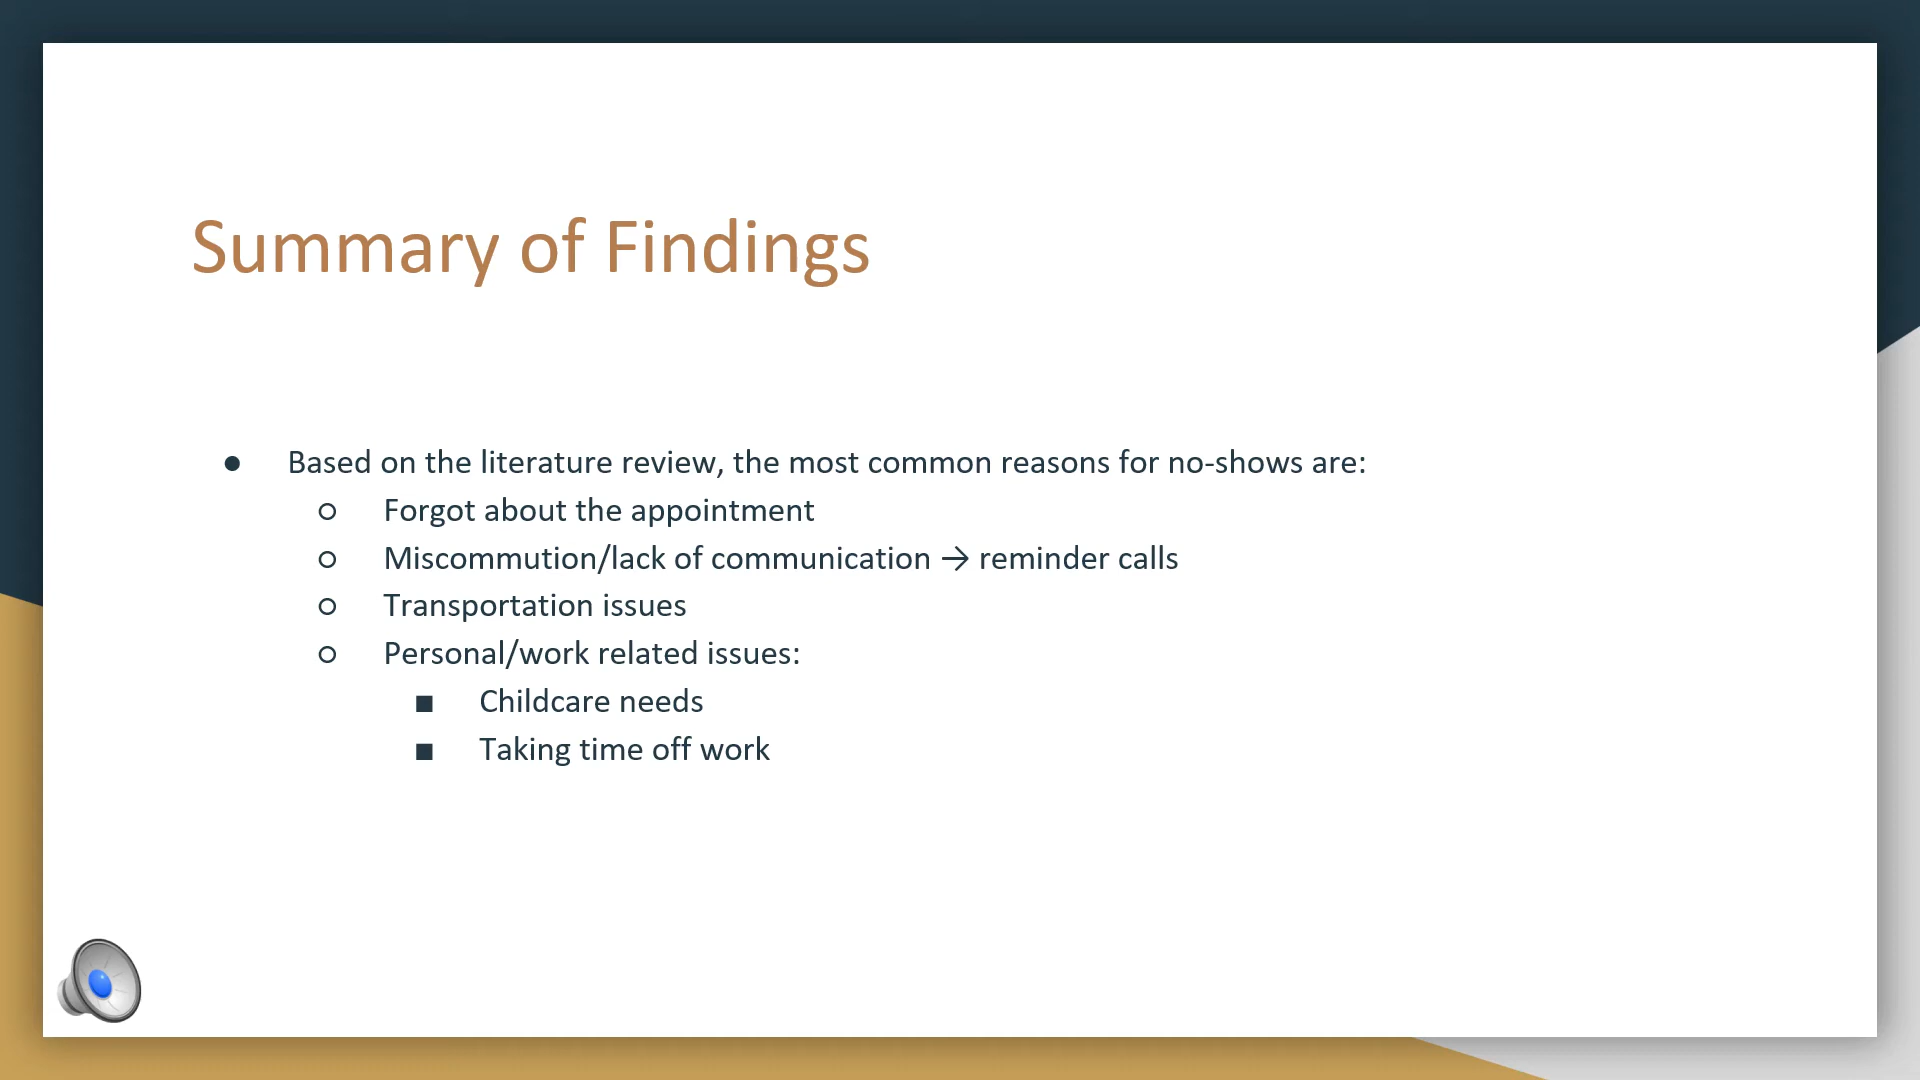 Summary of Findings
● Based on the literature review, the most common reasons for no-shows are:
○ Forgot about the appointment
○ Miscommution/lack of communication → reminder calls
○ Transportation issues
○ Personal/work related issues:
■ Childcare needs
■ Taking time off work